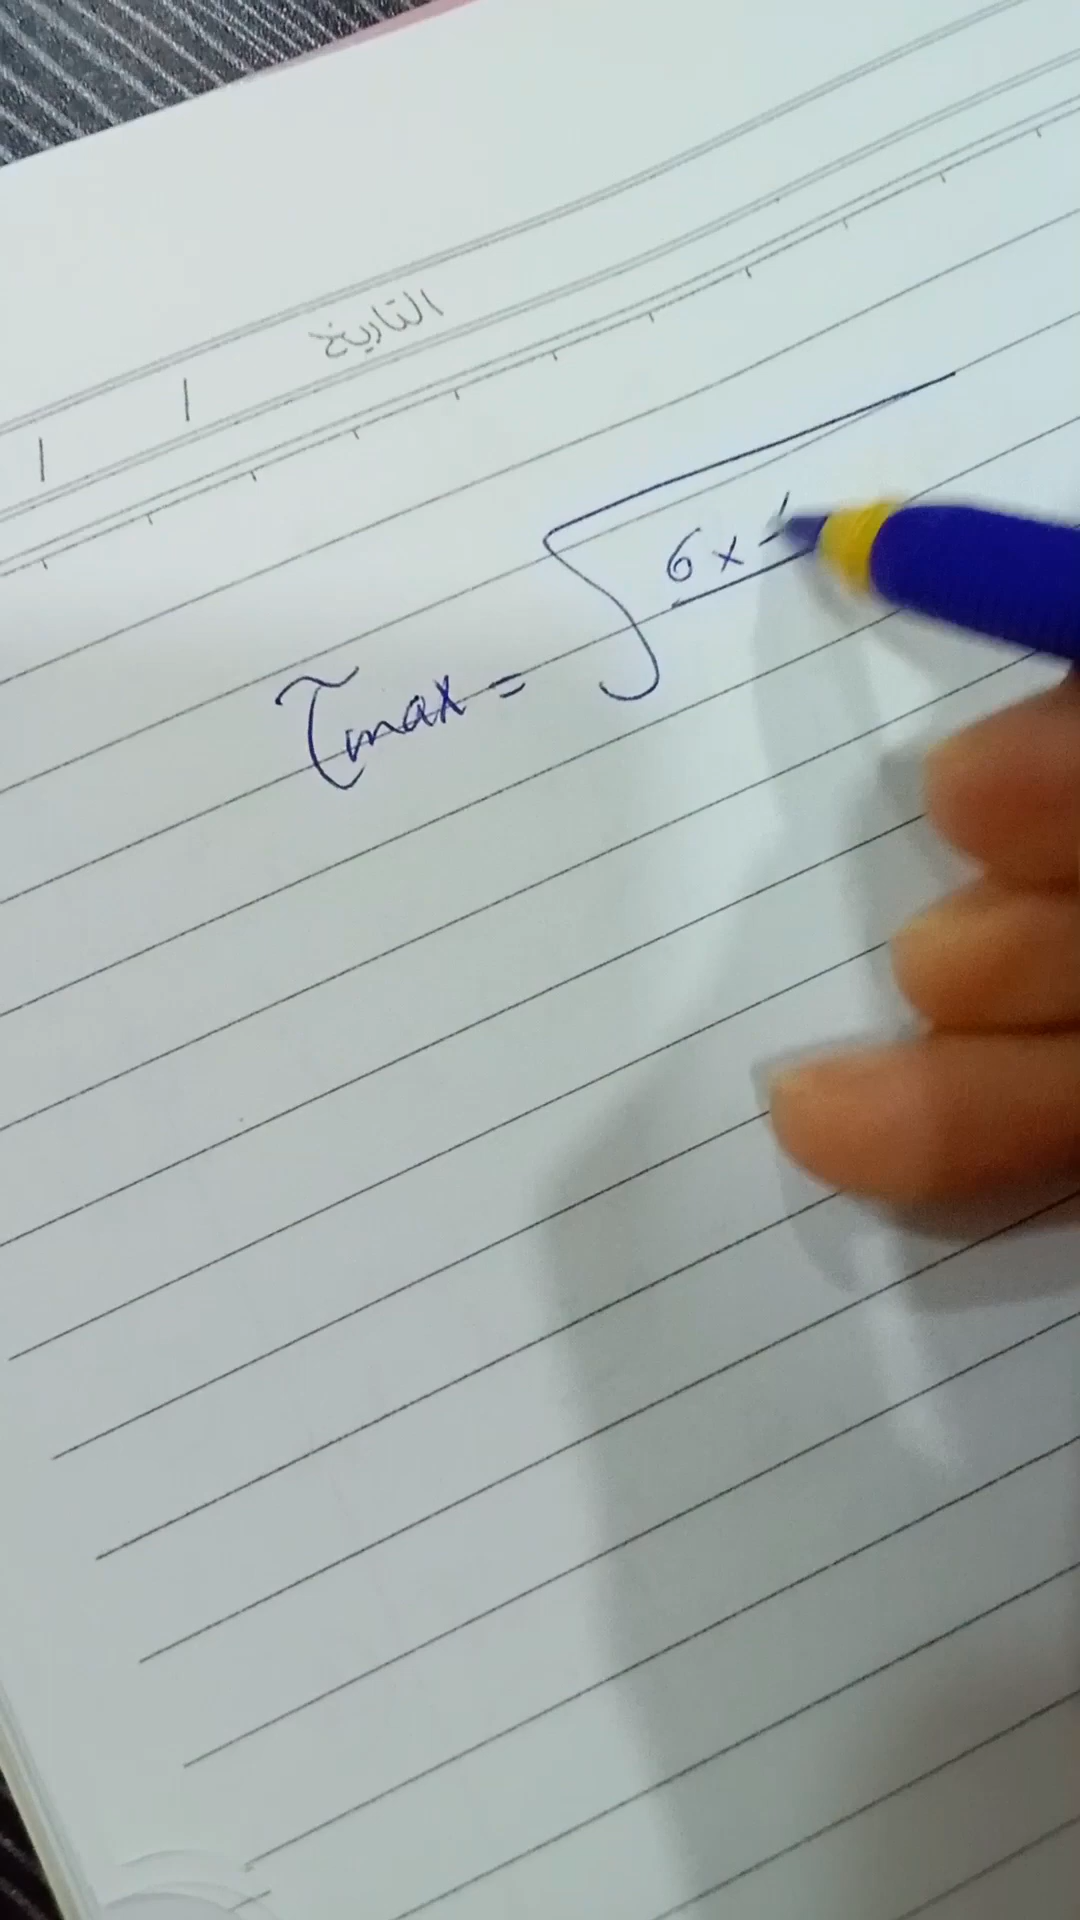 التاريخ / /
τmax = √ 6 x